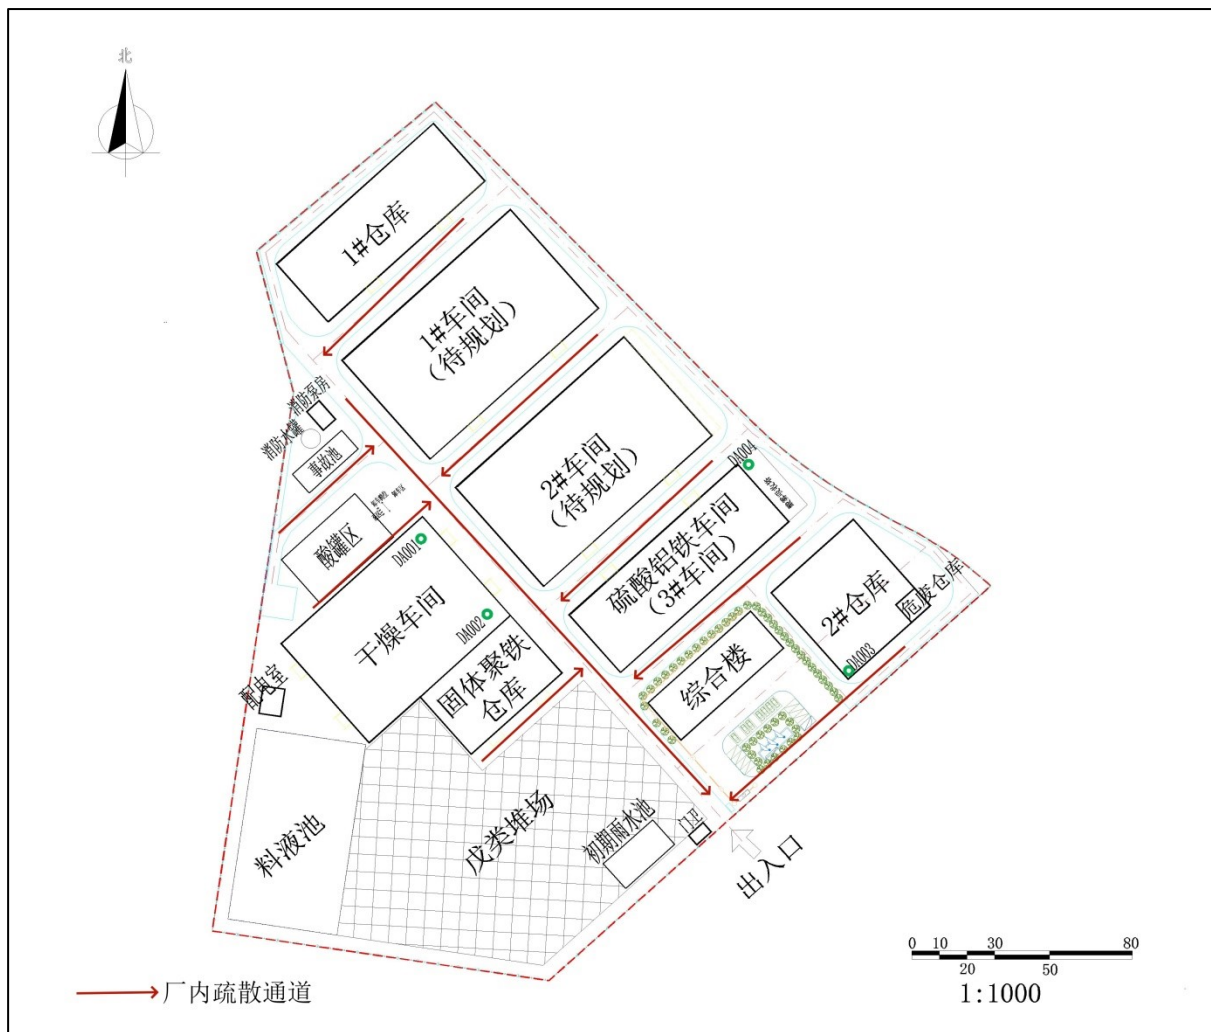 北
1#仓库
1#车间
(待规划)
消防泵房
消防水罐
事故池
2#车间
(待规划)
DA004
酸罐区
卸车区
DA001
硫酸铝铁车间
(3#车间)
干燥车间
DA002
2#仓库
危废仓库
DA003
固体聚铁
仓库
综合楼
配电室
料液池
戊类堆场
初期雨水池
门卫
出入口
0 10 30 80
20 50
1:1000
厂内疏散通道